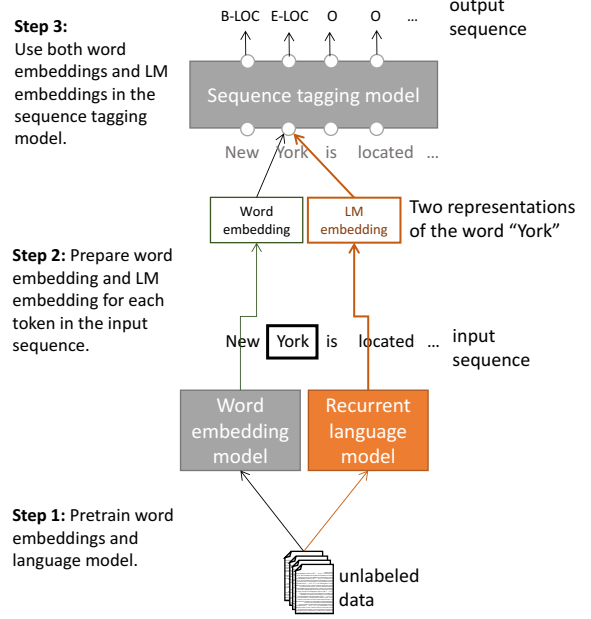 output
sequence
B-LOC E-LOC O O ...
Step 3:
Use both word
embeddings and LM
embeddings in the
sequence tagging
model.
Sequence tagging model
New York is located ...
Word
embedding
LM
embedding
Two representations
of the word “York”
Step 2: Prepare word
embedding and LM
embedding for each
token in the input
sequence.
New York is located ...
input
sequence
Word
embedding
model
Recurrent
language
model
Step 1: Pretrain word
embeddings and
language model.
unlabeled
data